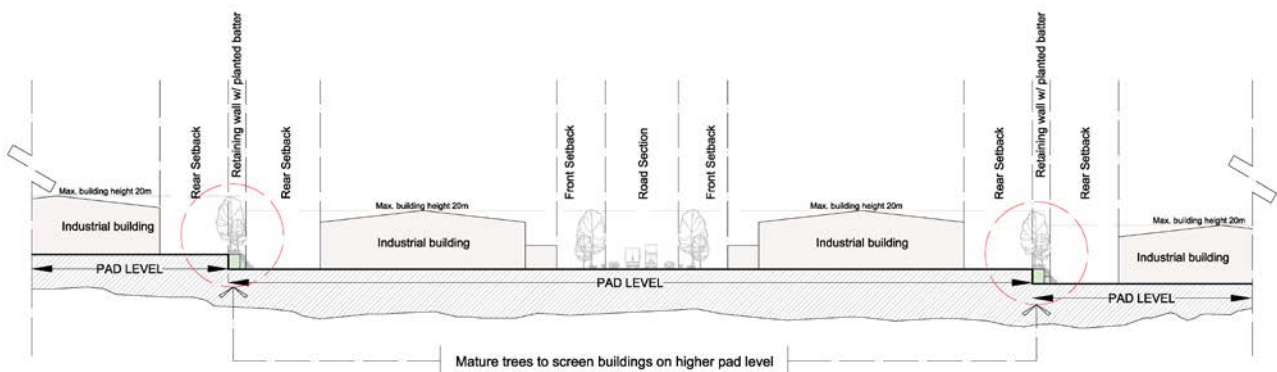 Rear Setback
Retaining wall w/ planted batter
Rear Setback
Front Setback
Road Section
Front Setback
Rear Setback
Retaining wall w/ planted batter
Rear Setback
Max. building height 20m
Max. building height 20m
Max. building height 20m
Max. building height 20m
Industrial building
Industrial building
Industrial building
Industrial building
PAD LEVEL
PAD LEVEL
PAD LEVEL
Mature trees to screen buildings on higher pad level